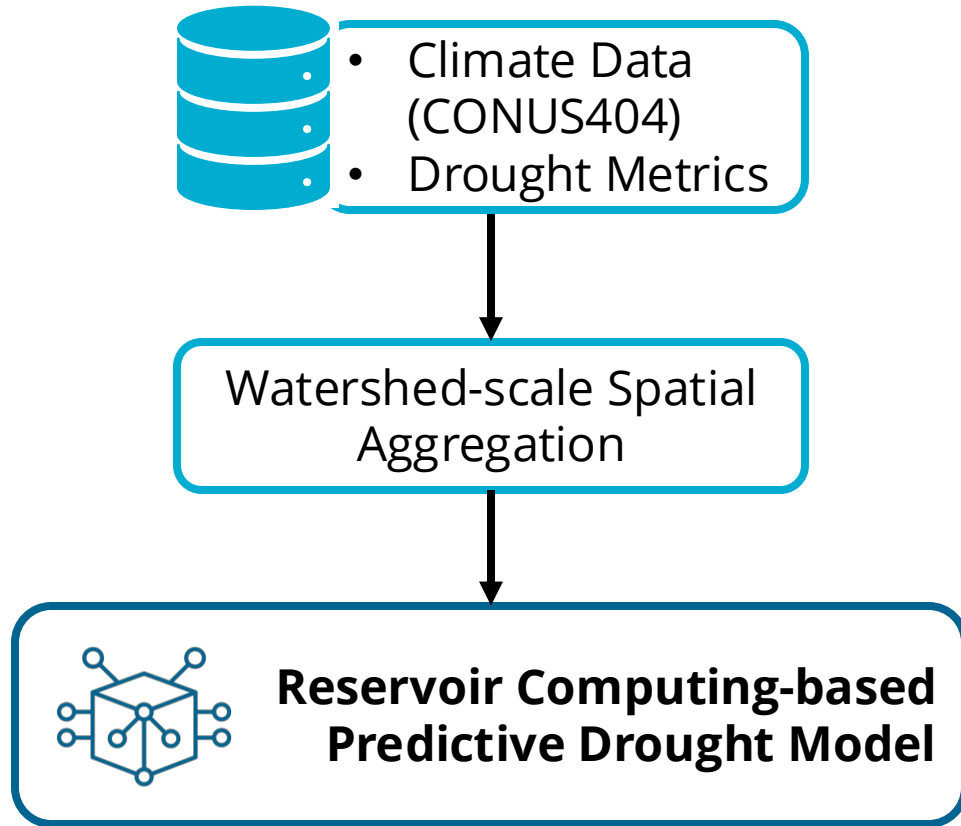 • Climate Data
(CONUS404)
• Drought Metrics
Watershed-scale Spatial
Aggregation
Reservoir Computing-based
Predictive Drought Model